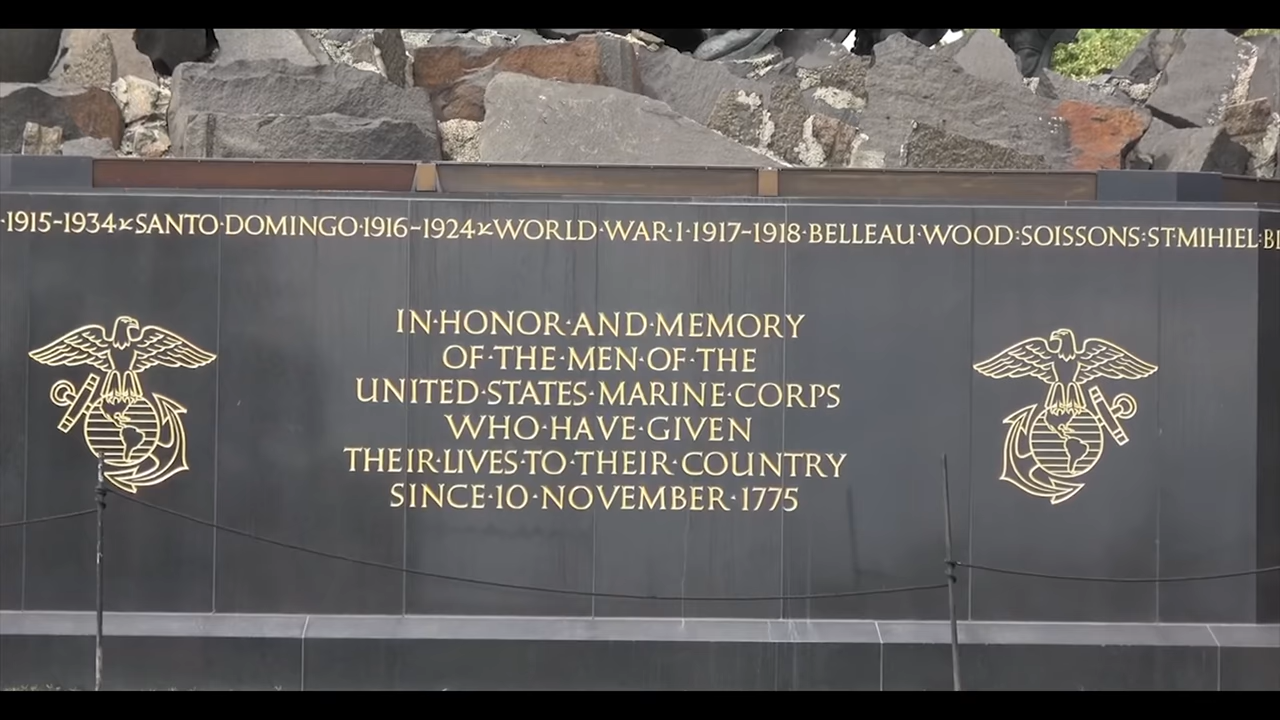 ·1915-1934⨯SANTO·DOMINGO·1916-1924⨯WORLD·WAR·I·1917-1918·BELLEAU·WOOD:SOISSONS:ST·MIHIEL:
IN·HONOR·AND·MEMORY
OF·THE·MEN·OF·THE
UNITED·STATES·MARINE·CORPS
WHO·HAVE·GIVEN
THEIR·LIVES·TO·THEIR·COUNTRY
SINCE·10·NOVEMBER·1775